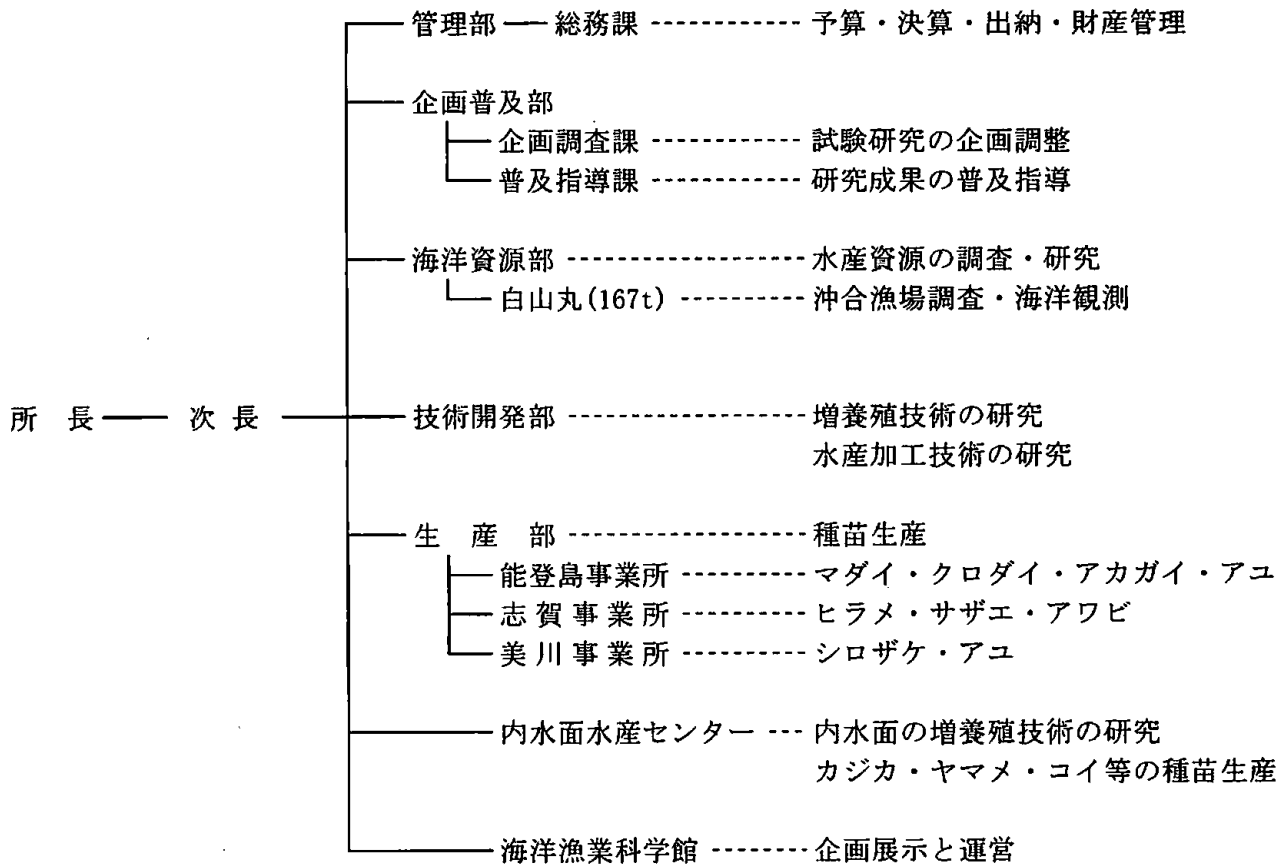 管理部 総務課 予算・決算・出納・財産管理
企画普及部
企画調査課 試験研究の企画調整
普及指導課 研究成果の普及指導
海洋資源部 水産資源の調査・研究
白山丸(167t) 沖合漁場調査・海洋観測
所長 次長 技術開発部 増養殖技術の研究
水産加工技術の研究
生産部 種苗生産
能登島事業所 マダイ・クロダイ・アカガイ・アユ
志賀事業所 ヒラメ・サザエ・アワビ
美川事業所 シロザケ・アユ
内水面水産センター 内水面の増養殖技術の研究
カジカ・ヤマメ・コイ等の種苗生産
海洋漁業科学館 企画展示と運営